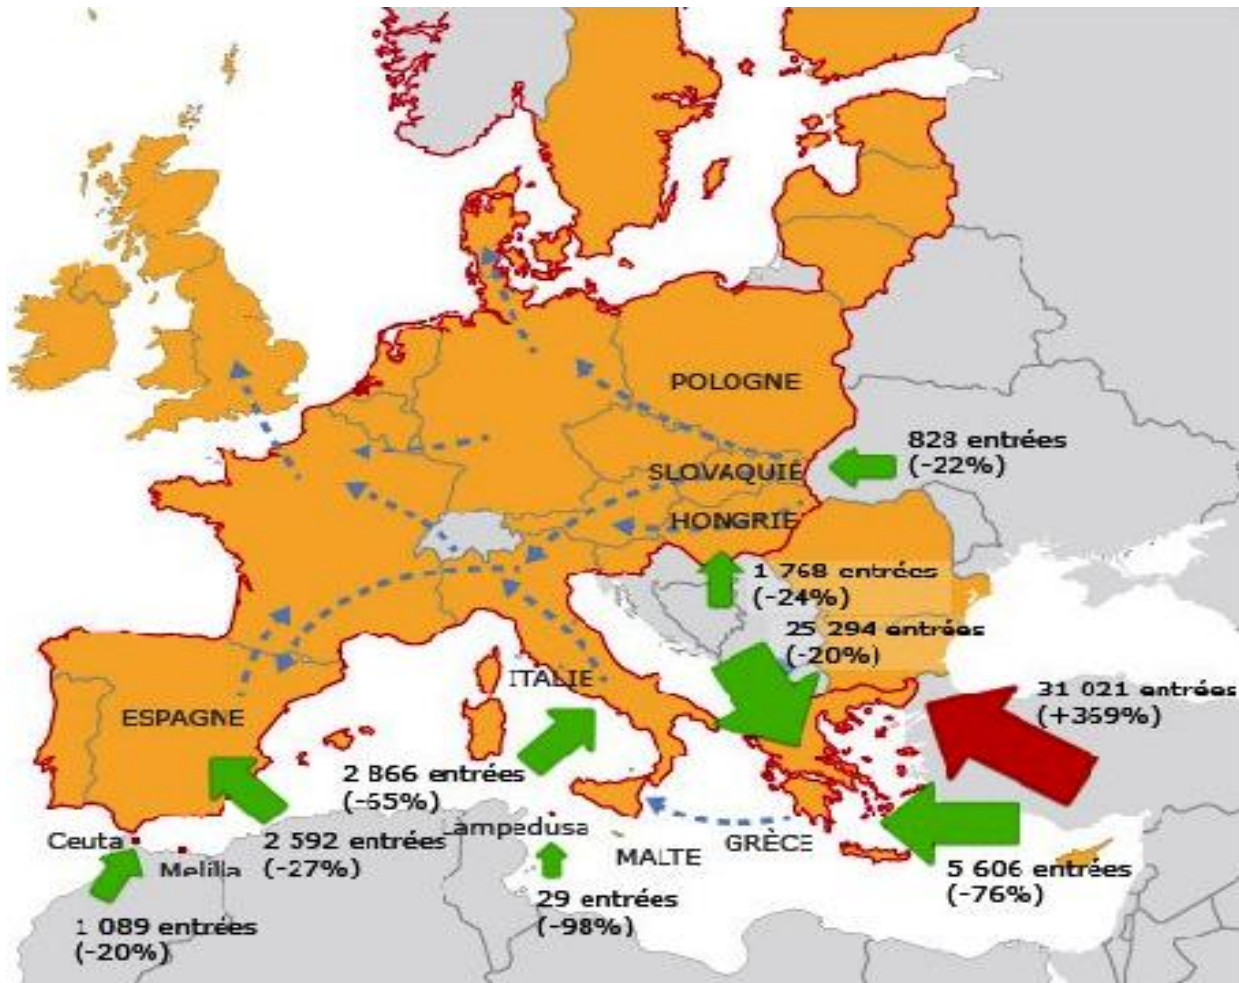 POLOGNE
828 entrées
(-22%)
SLOVAQUIE
HONGRIE
1 768 entrées
(-24%)
25 294 entrées
(-20%)
ITALIE
31 021 entrées
(+359%)
ESPAGNE
2 866 entrées
(-55%)
Ceuta
2 592 entrées
(-27%)
Lampedusa
Melilla
MALTE
GRÈCE
5 606 entrées
(-76%)
29 entrées
(-98%)
1 089 entrées
(-20%)